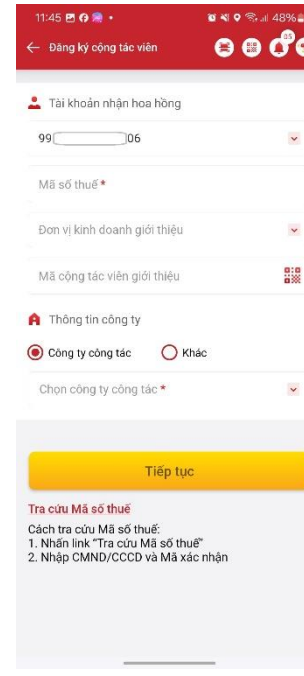 11:45
48%
Đăng ký cộng tác viên
Tài khoản nhận hoa hồng
99 06
Mã số thuế *
Đơn vị kinh doanh giới thiệu
Mã cộng tác viên giới thiệu
Thông tin công ty
Công ty công tác
Khác
Chọn công ty công tác *
Tiếp tục
Tra cứu Mã số thuế
Cách tra cứu Mã số thuế:
1. Nhấn link "Tra cứu Mã số thuế"
2. Nhập CMND/CCCD và Mã xác nhận